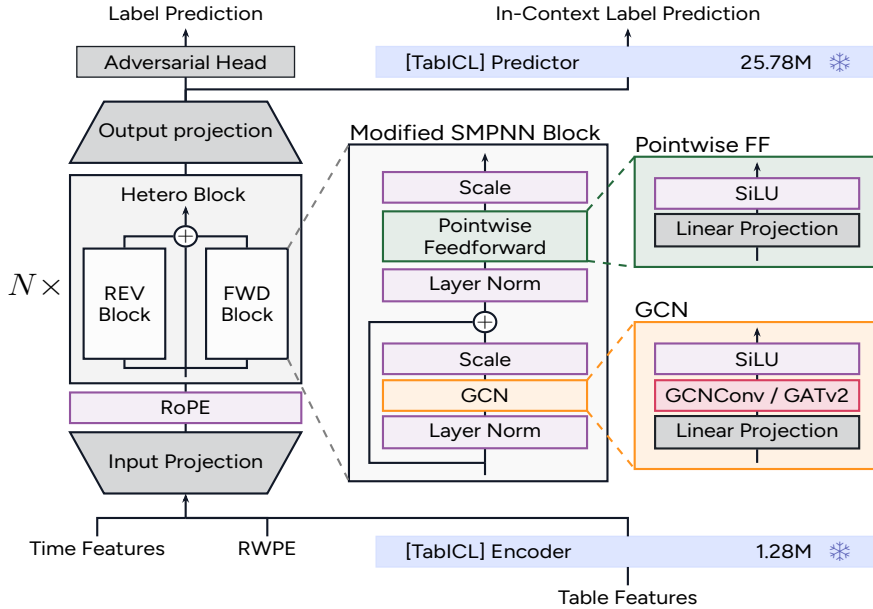 Label Prediction
In-Context Label Prediction
Adversarial Head
[TabICL] Predictor 25.78M
Output projection
Modified SMPNN Block
Pointwise FF
Hetero Block
Scale
SiLU
Pointwise
Feedforward
Linear Projection
N ×
REV
Block
FWD
Block
Layer Norm
GCN
Scale
SiLU
GCN
GCNConv / GATv2
RoPE
Layer Norm
Linear Projection
Input Projection
Time Features
RWPE
[TabICL] Encoder 1.28M
Table Features